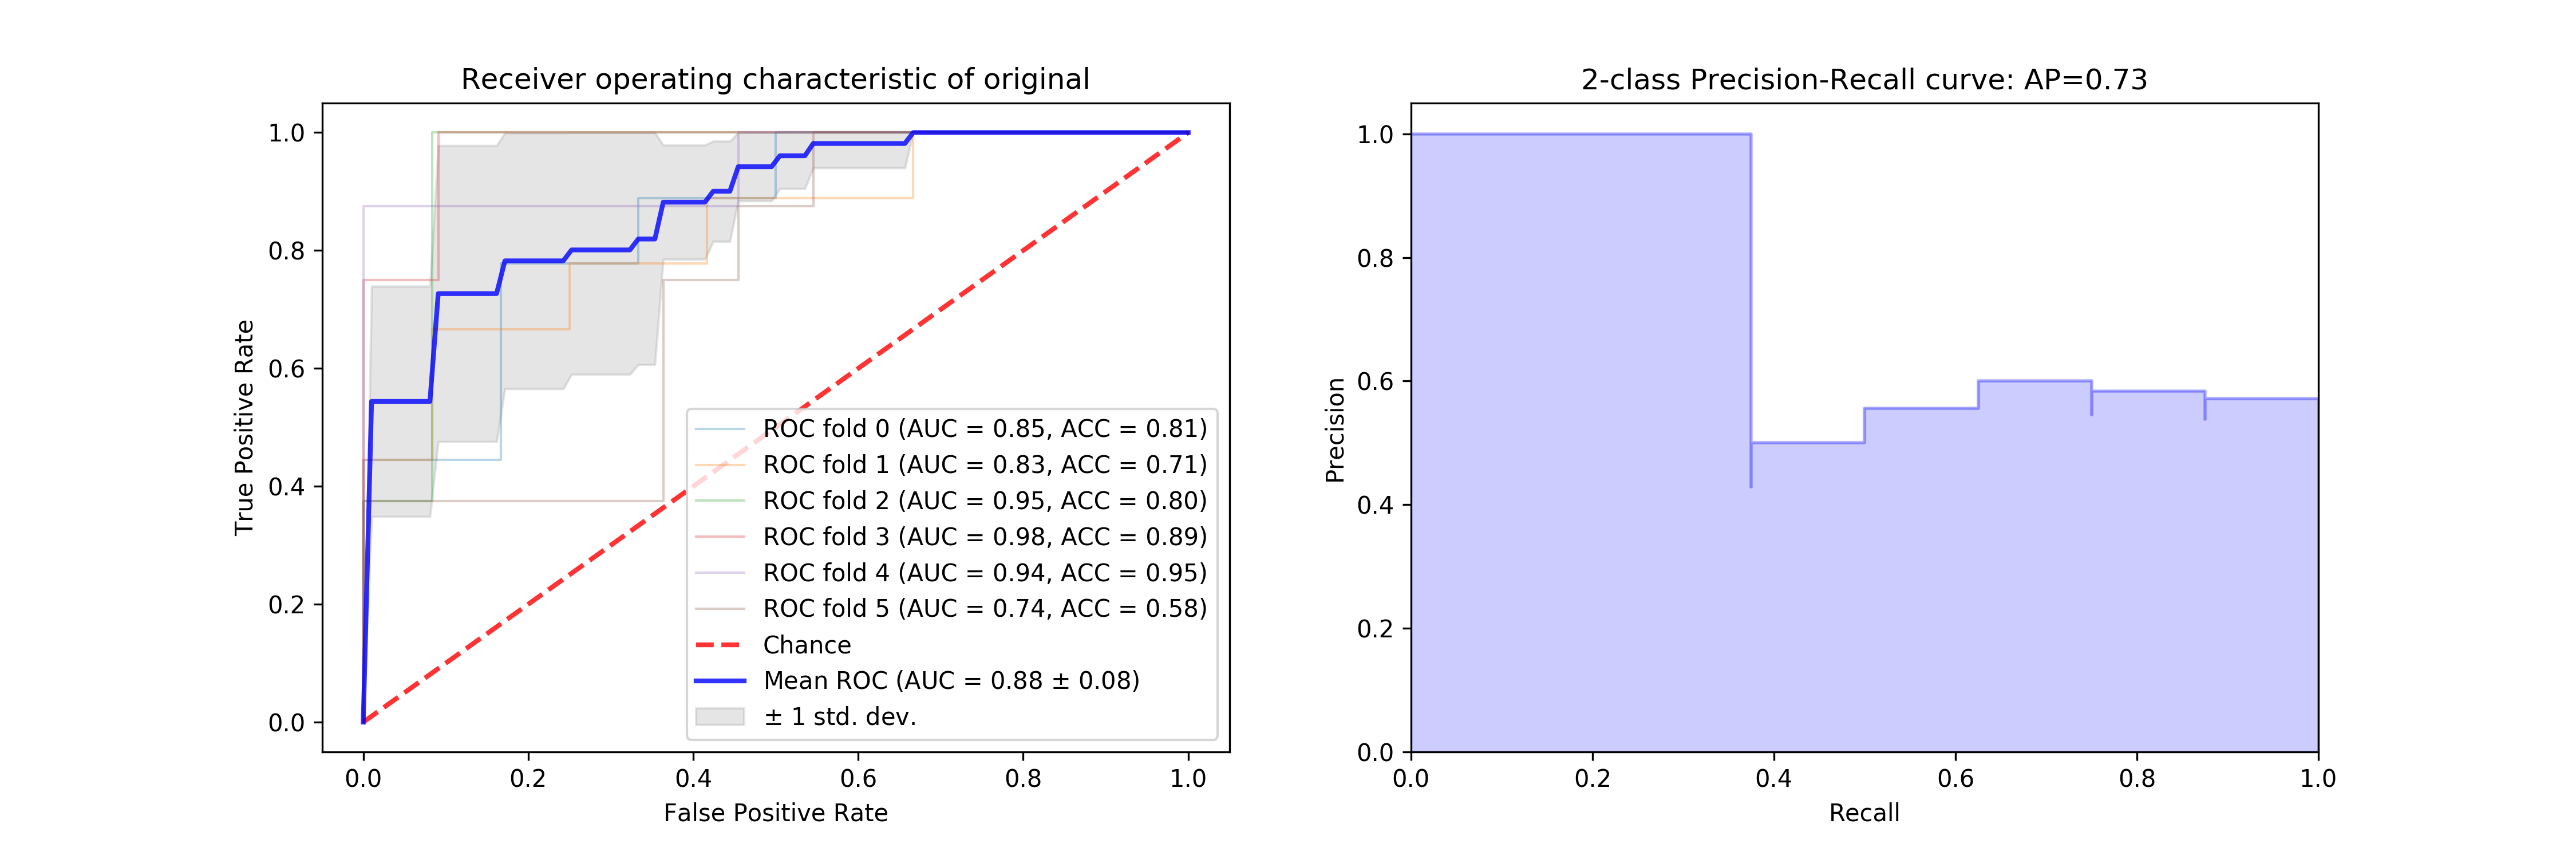 Receiver operating characteristic of original
True Positive Rate
1.0
0.8
0.6
0.4
0.2
0.0
ROC fold 0 (AUC = 0.85, ACC = 0.81)
ROC fold 1 (AUC = 0.83, ACC = 0.71)
ROC fold 2 (AUC = 0.95, ACC = 0.80)
ROC fold 3 (AUC = 0.98, ACC = 0.89)
ROC fold 4 (AUC = 0.94, ACC = 0.95)
ROC fold 5 (AUC = 0.74, ACC = 0.58)
Chance
Mean ROC (AUC = 0.88 ± 0.08)
± 1 std. dev.
0.0 0.2 0.4 0.6 0.8 1.0
False Positive Rate
2-class Precision-Recall curve: AP=0.73
Precision
1.0
0.8
0.6
0.4
0.2
0.0
0.0 0.2 0.4 0.6 0.8 1.0
Recall